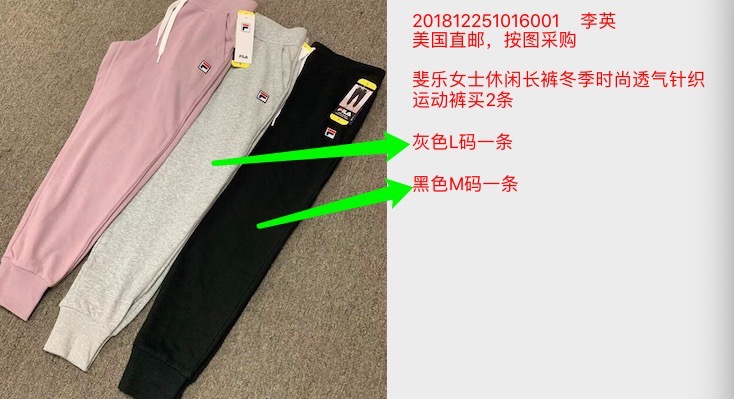 201812251016001 李英
美国直邮，按图采购
斐乐女士休闲长裤冬季时尚透气针织
运动裤买2条
灰色L码一条
黑色M码一条
FILA
FILA